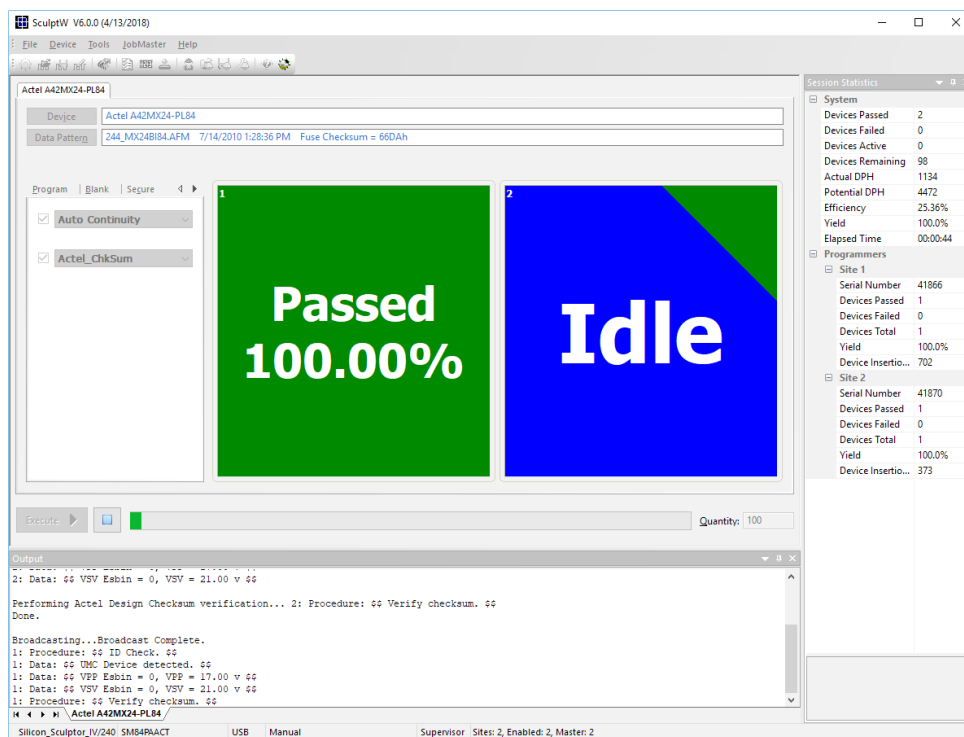 SculptW V6.0.0 (4/13/2018)
File Device Tools JobMaster Help
Actel A42MX24-PL84
Device Actel A42MX24-PL84
Data Pattern 244_MX24BI84.AFM 7/14/2010 1:28:36 PM Fuse Checksum = 66DAh
Program Blank Secure
Auto Continuity
Actel_ChkSum
1
Passed
100.00%
2
Idle
Execute
Quantity: 100
Session Statistics
System
Devices Passed 2
Devices Failed 0
Devices Active 0
Devices Remaining 98
Actual DPH 1134
Potential DPH 4472
Efficiency 25.36%
Yield 100.0%
Elapsed Time 00:00:44
Programmers
Site 1
Serial Number 41866
Devices Passed 1
Devices Failed 0
Devices Total 1
Yield 100.0%
Device Insertio... 702
Site 2
Serial Number 41870
Devices Passed 1
Devices Failed 0
Devices Total 1
Yield 100.0%
Device Insertio... 373
Output
2: Data: $$ VSV Esbin = 0, VSV = 21.00 v $$
Performing Actel Design Checksum verification... 2: Procedure: $$ Verify checksum. $$
Done.
Broadcasting...Broadcast Complete.
1: Procedure: $$ ID Check. $$
1: Data: $$ UMC Device detected. $$
1: Data: $$ VPP Esbin = 0, VPP = 17.00 v $$
1: Data: $$ VSV Esbin = 0, VSV = 21.00 v $$
1: Procedure: $$ Verify checksum. $$
Actel A42MX24-PL84
Silicon_Sculptor_IV/240 SM84PAACT USB Manual Supervisor Sites: 2, Enabled: 2, Master: 2